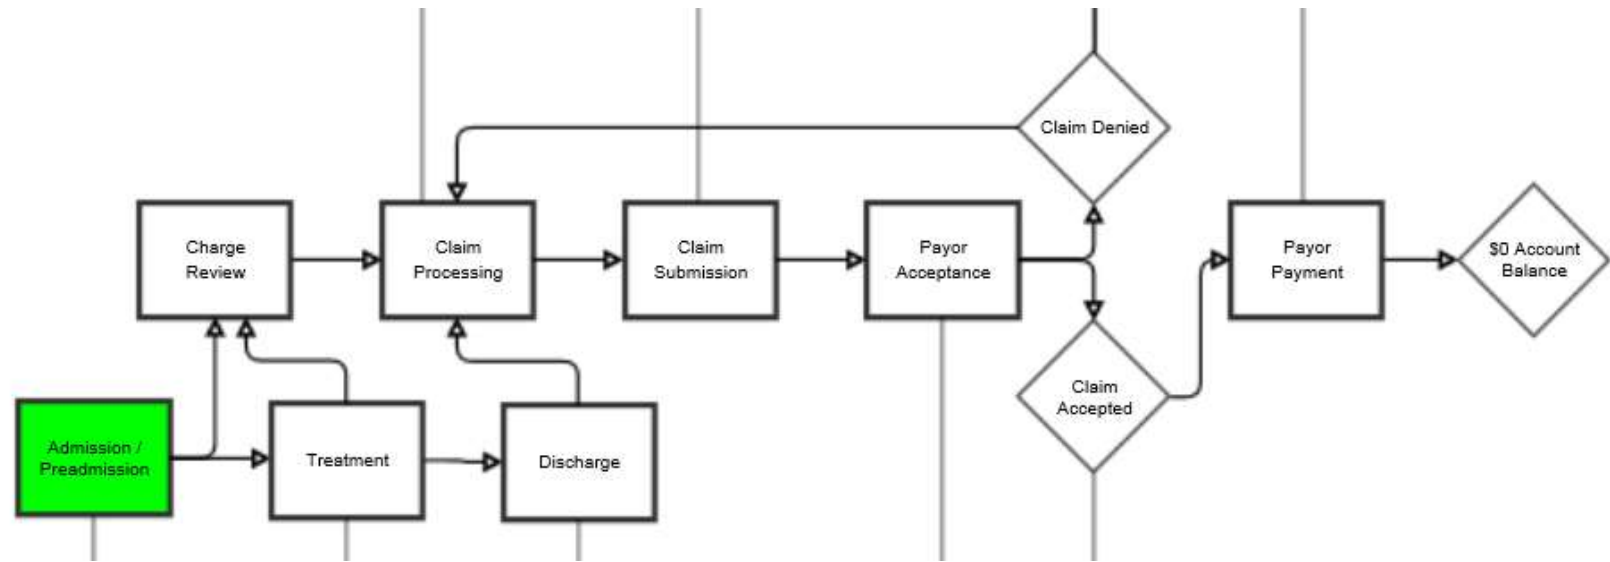 Claim Denied
Charge
Review
Claim
Processing
Claim
Submission
Payor
Acceptance
Payor
Payment
$0 Account
Balance
Claim
Accepted
Admission /
Preadmission
Treatment
Discharge